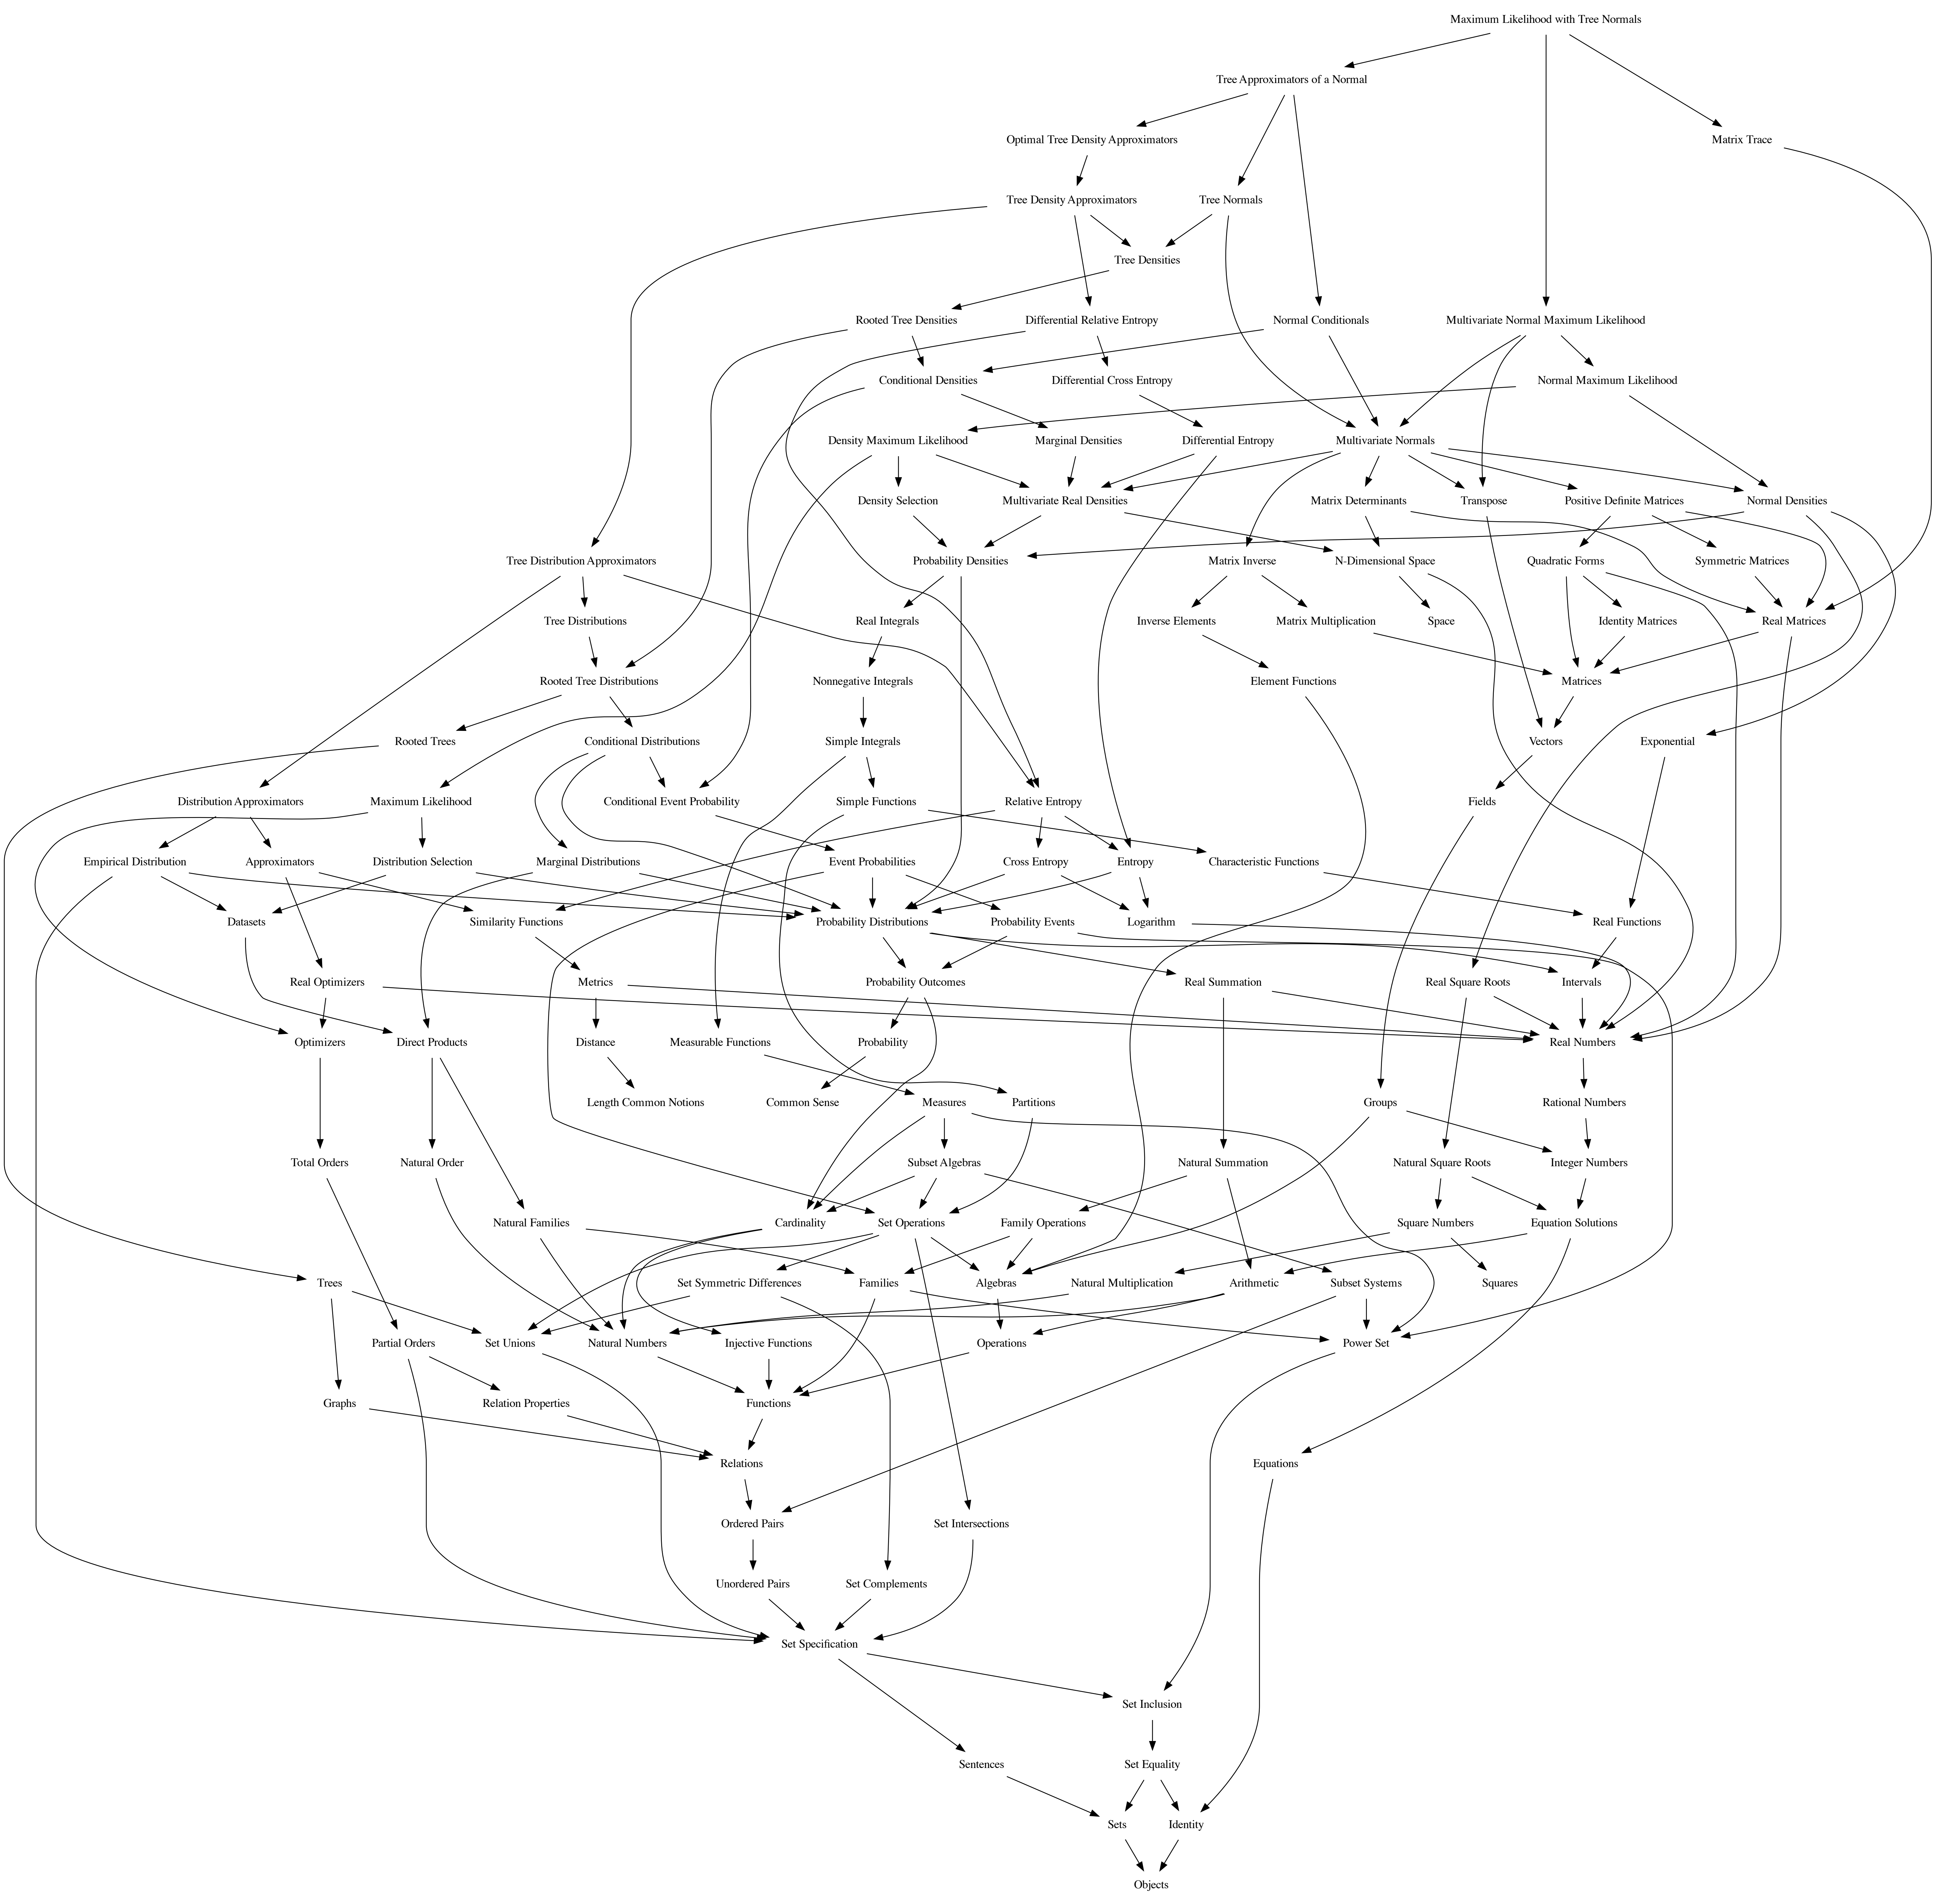 Maximum Likelihood with Tree Normals
Tree Approximators of a Normal
Optimal Tree Density Approximators
Matrix Trace
Tree Density Approximators
Tree Normals
Tree Densities
Rooted Tree Densities
Differential Relative Entropy
Normal Conditionals
Multivariate Normal Maximum Likelihood
Conditional Densities
Differential Cross Entropy
Normal Maximum Likelihood
Density Maximum Likelihood
Marginal Densities
Differential Entropy
Multivariate Normals
Density Selection
Multivariate Real Densities
Matrix Determinants
Transpose
Positive Definite Matrices
Normal Densities
Tree Distribution Approximators
Probability Densities
Matrix Inverse
N-Dimensional Space
Quadratic Forms
Symmetric Matrices
Tree Distributions
Real Integrals
Inverse Elements
Matrix Multiplication
Space
Identity Matrices
Real Matrices
Rooted Tree Distributions
Nonnegative Integrals
Element Functions
Matrices
Rooted Trees
Conditional Distributions
Simple Integrals
Vectors
Exponential
Distribution Approximators
Maximum Likelihood
Conditional Event Probability
Simple Functions
Relative Entropy
Fields
Empirical Distribution
Approximators
Distribution Selection
Marginal Distributions
Event Probabilities
Cross Entropy
Entropy
Characteristic Functions
Datasets
Similarity Functions
Probability Distributions
Probability Events
Logarithm
Real Functions
Real Optimizers
Metrics
Probability Outcomes
Real Summation
Real Square Roots
Intervals
Optimizers
Direct Products
Distance
Measurable Functions
Probability
Real Numbers
Length Common Notions
Common Sense
Measures
Partitions
Groups
Rational Numbers
Total Orders
Natural Order
Subset Algebras
Natural Summation
Natural Square Roots
Integer Numbers
Natural Families
Cardinality
Set Operations
Family Operations
Square Numbers
Equation Solutions
Trees
Set Symmetric Differences
Families
Algebras
Natural Multiplication
Arithmetic
Subset Systems
Squares
Partial Orders
Set Unions
Natural Numbers
Injective Functions
Operations
Power Set
Graphs
Relation Properties
Functions
Relations
Equations
Ordered Pairs
Set Intersections
Unordered Pairs
Set Complements
Set Specification
Set Inclusion
Sentences
Set Equality
Sets
Identity
Objects